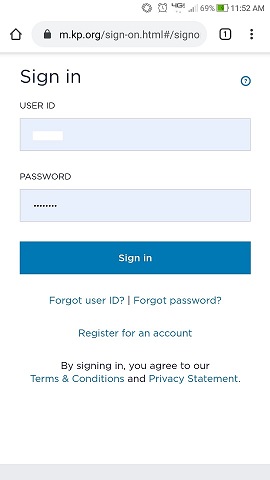 4G 69% 11:52 AM
m.kp.org/sign-on.html#/signo 1
Sign in ?
USER ID
PASSWORD
••••••••
Sign in
Forgot user ID? | Forgot password?
Register for an account
By signing in, you agree to our
Terms & Conditions and Privacy Statement.